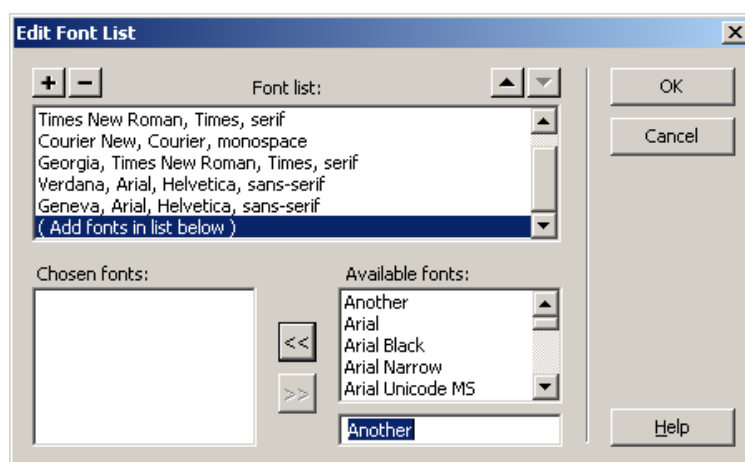 Edit Font List
+ − Font list:
Times New Roman, Times, serif
Courier New, Courier, monospace
Georgia, Times New Roman, Times, serif
Verdana, Arial, Helvetica, sans-serif
Geneva, Arial, Helvetica, sans-serif
( Add fonts in list below )
OK
Cancel
Chosen fonts:
<<
>>
Available fonts:
Another
Arial
Arial Black
Arial Narrow
Arial Unicode MS
Another
Help